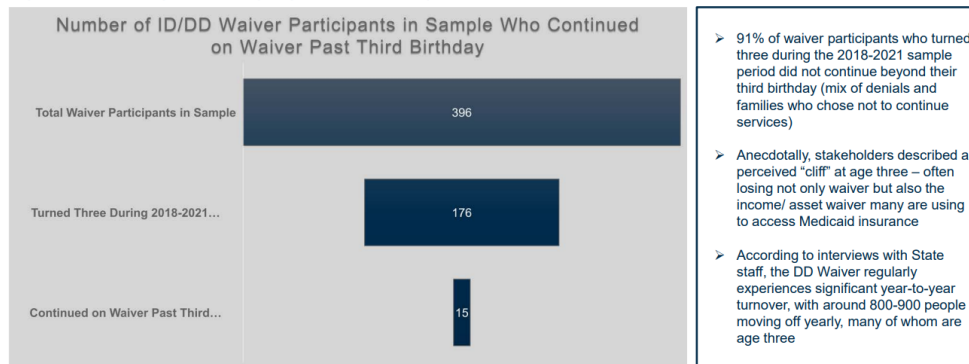 Number of ID/DD Waiver Participants in Sample Who Continued
on Waiver Past Third Birthday
Total Waiver Participants in Sample
396
Turned Three During 2018-2021...
176
Continued on Waiver Past Third...
15
➢ 91% of waiver participants who turned
three during the 2018-2021 sample
period did not continue beyond their
third birthday (mix of denials and
families who chose not to continue
services)
➢ Anecdotally, stakeholders described a
perceived “cliff” at age three – often
losing not only waiver but also the
income/ asset waiver many are using
to access Medicaid insurance
➢ According to interviews with State
staff, the DD Waiver regularly
experiences significant year-to-year
turnover, with around 800-900 people
moving off yearly, many of whom are
age three